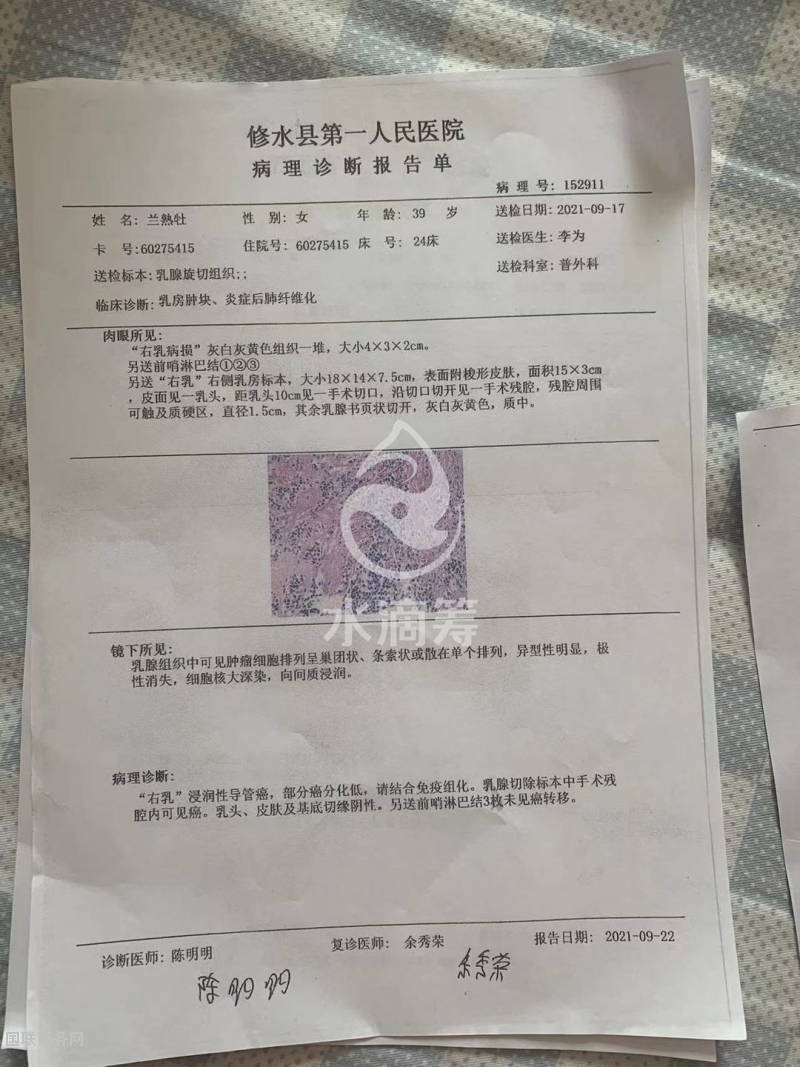 修水县第一人民医院
病理诊断报告单
病理号: 152911
姓名: 兰熟牡 性别: 女 年龄: 39 岁 送检日期: 2021-09-17
卡号:60275415 住院号: 60275415 床号: 24床 送检医生: 李为
送检标本: 乳腺旋切组织;; 送检科室: 普外科
临床诊断: 乳房肿块、炎症后肺纤维化
肉眼所见:
“右乳病损”灰白灰黄色组织一堆，大小4×3×2cm。
另送前哨淋巴结①②③
另送“右乳”右侧乳房标本，大小18×14×7.5cm，表面附梭形皮肤，面积15×3cm
，皮面见一乳头，距乳头10cm见一手术切口，沿切口切开见一手术残腔，残腔周围
可触及质硬区，直径1.5cm，其余乳腺书页状切开，灰白灰黄色，质中。
水滴筹
镜下所见:
乳腺组织中可见肿瘤细胞排列呈巢团状、条索状或散在单个排列，异型性明显，极
性消失，细胞核大深染，向间质浸润。
病理诊断:
“右乳”浸润性导管癌，部分癌分化低，请结合免疫组化。乳腺切除标本中手术残
腔内可见癌。乳头、皮肤及基底切缘阴性。另送前哨淋巴结3枚未见癌转移。
诊断医师: 陈明明 复诊医师: 余秀荣 报告日期: 2021-09-22
陈明明 余秀荣